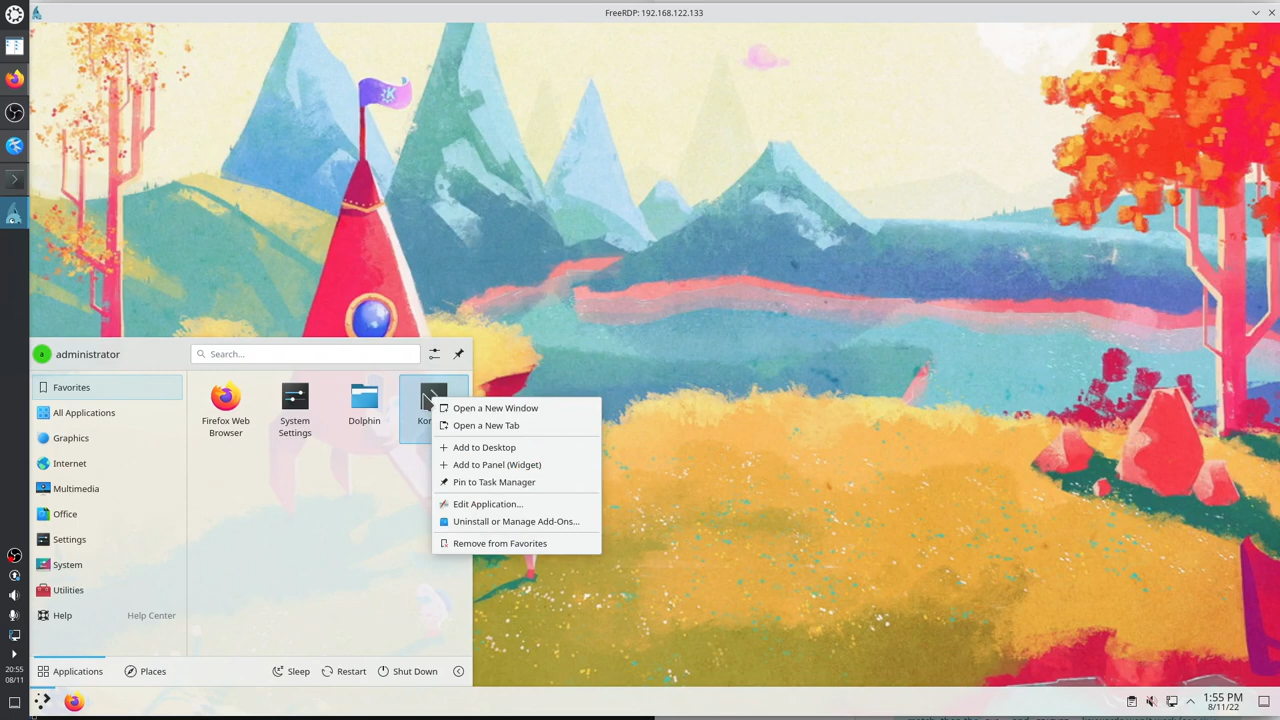 FreeRDP: 192.168.122.133
K
a
administrator
Search...
Favorites
All Applications
Graphics
Internet
Multimedia
Office
Settings
System
Utilities
Help
Help Center
Firefox Web
Browser
System
Settings
Dolphin
Open a New Window
Open a New Tab
Add to Desktop
Add to Panel (Widget)
Pin to Task Manager
Edit Application...
Uninstall or Manage Add-Ons...
Remove from Favorites
Applications
Places
Sleep
Restart
Shut Down
20:55
08/11
1:55 PM
8/11/22